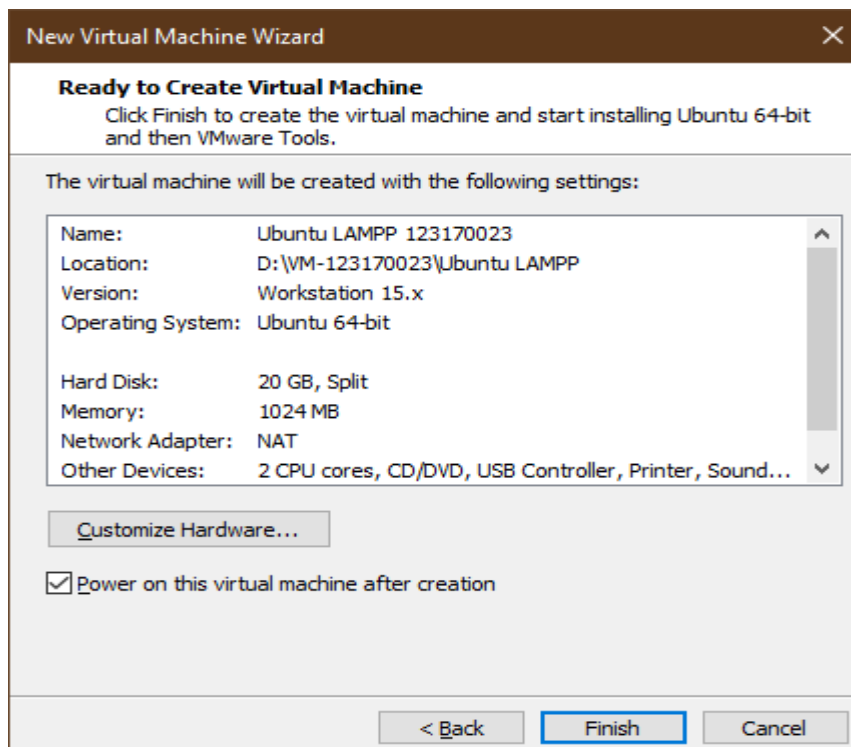 New Virtual Machine Wizard
Ready to Create Virtual Machine
Click Finish to create the virtual machine and start installing Ubuntu 64-bit
and then VMware Tools.
The virtual machine will be created with the following settings:
Name: Ubuntu LAMPP 123170023
Location: D:\VM-123170023\Ubuntu LAMPP
Version: Workstation 15.x
Operating System: Ubuntu 64-bit
Hard Disk: 20 GB, Split
Memory: 1024 MB
Network Adapter: NAT
Other Devices: 2 CPU cores, CD/DVD, USB Controller, Printer, Sound...
Customize Hardware...
Power on this virtual machine after creation
< Back Finish Cancel